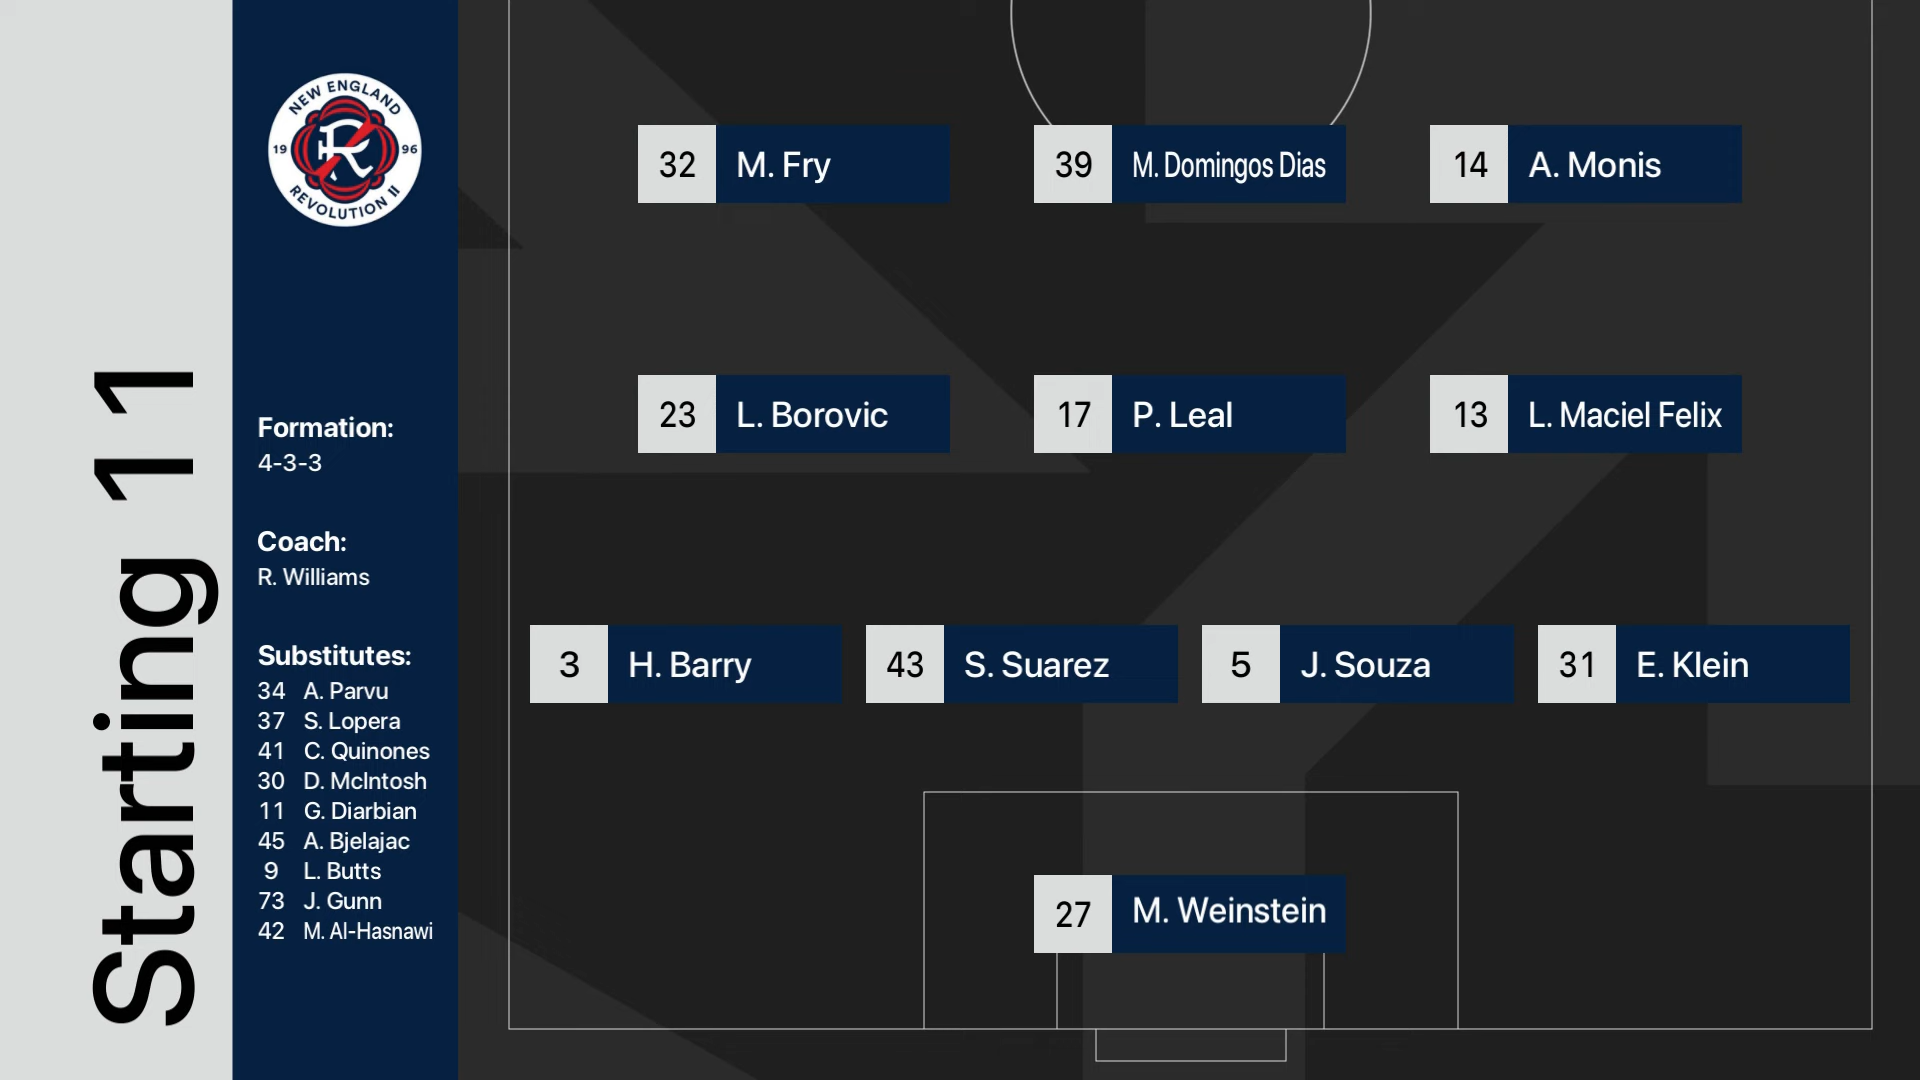 Starting 11
NEW ENGLAND
19 96
REVOLUTION II
Formation:
4-3-3
Coach:
R. Williams
Substitutes:
34 A. Parvu
37 S. Lopera
41 C. Quinones
30 D. McIntosh
11 G. Diarbian
45 A. Bjelajac
9 L. Butts
73 J. Gunn
42 M. Al-Hasnawi
32 M. Fry
39 M. Domingos Dias
14 A. Monis
23 L. Borovic
17 P. Leal
13 L. Maciel Felix
3 H. Barry
43 S. Suarez
5 J. Souza
31 E. Klein
27 M. Weinstein